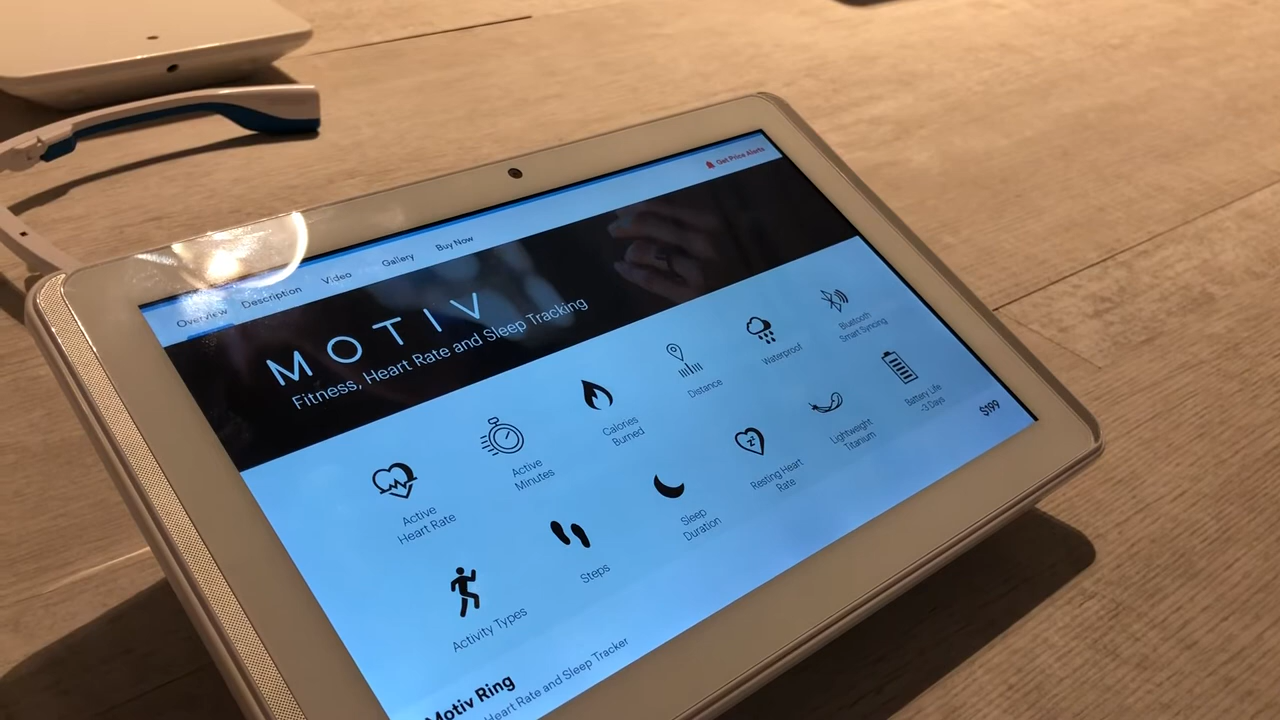 Get Price Alerts
Overview
Description
Video
Gallery
Buy Now
MOTIV
Fitness, Heart Rate and Sleep Tracking
Active
Heart Rate
Active
Minutes
Calories
Burned
Distance
Waterproof
Bluetooth
Smart Syncing
Activity Types
Steps
Sleep
Duration
Resting Heart
Rate
Lightweight
Titanium
Battery Life
~3 Days
$199
Motiv Ring
Heart Rate and Sleep Tracker